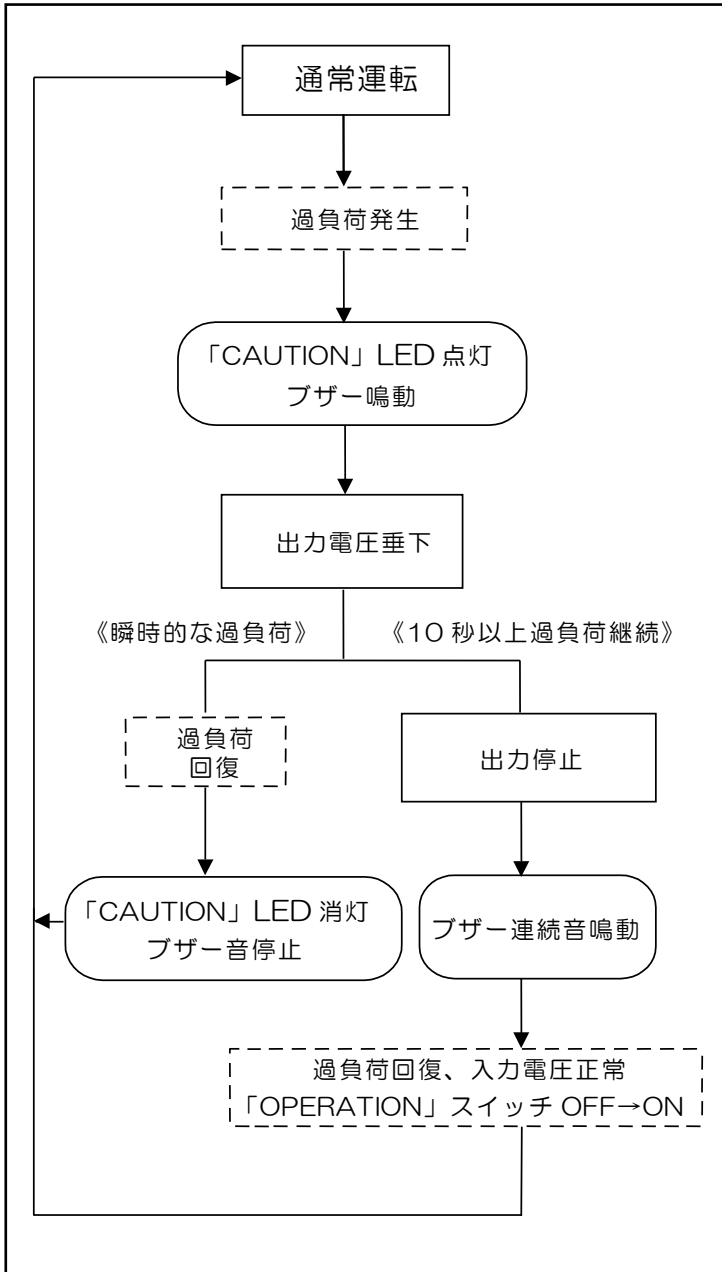 通常運転
過負荷発生
「CAUTION」LED 点灯
ブザー鳴動
出力電圧垂下
《瞬時的な過負荷》
《10 秒以上過負荷継続》
過負荷
回復
出力停止
「CAUTION」LED 消灯
ブザー音停止
ブザー連続音鳴動
過負荷回復、入力電圧正常
「OPERATION」スイッチ OFF→ON